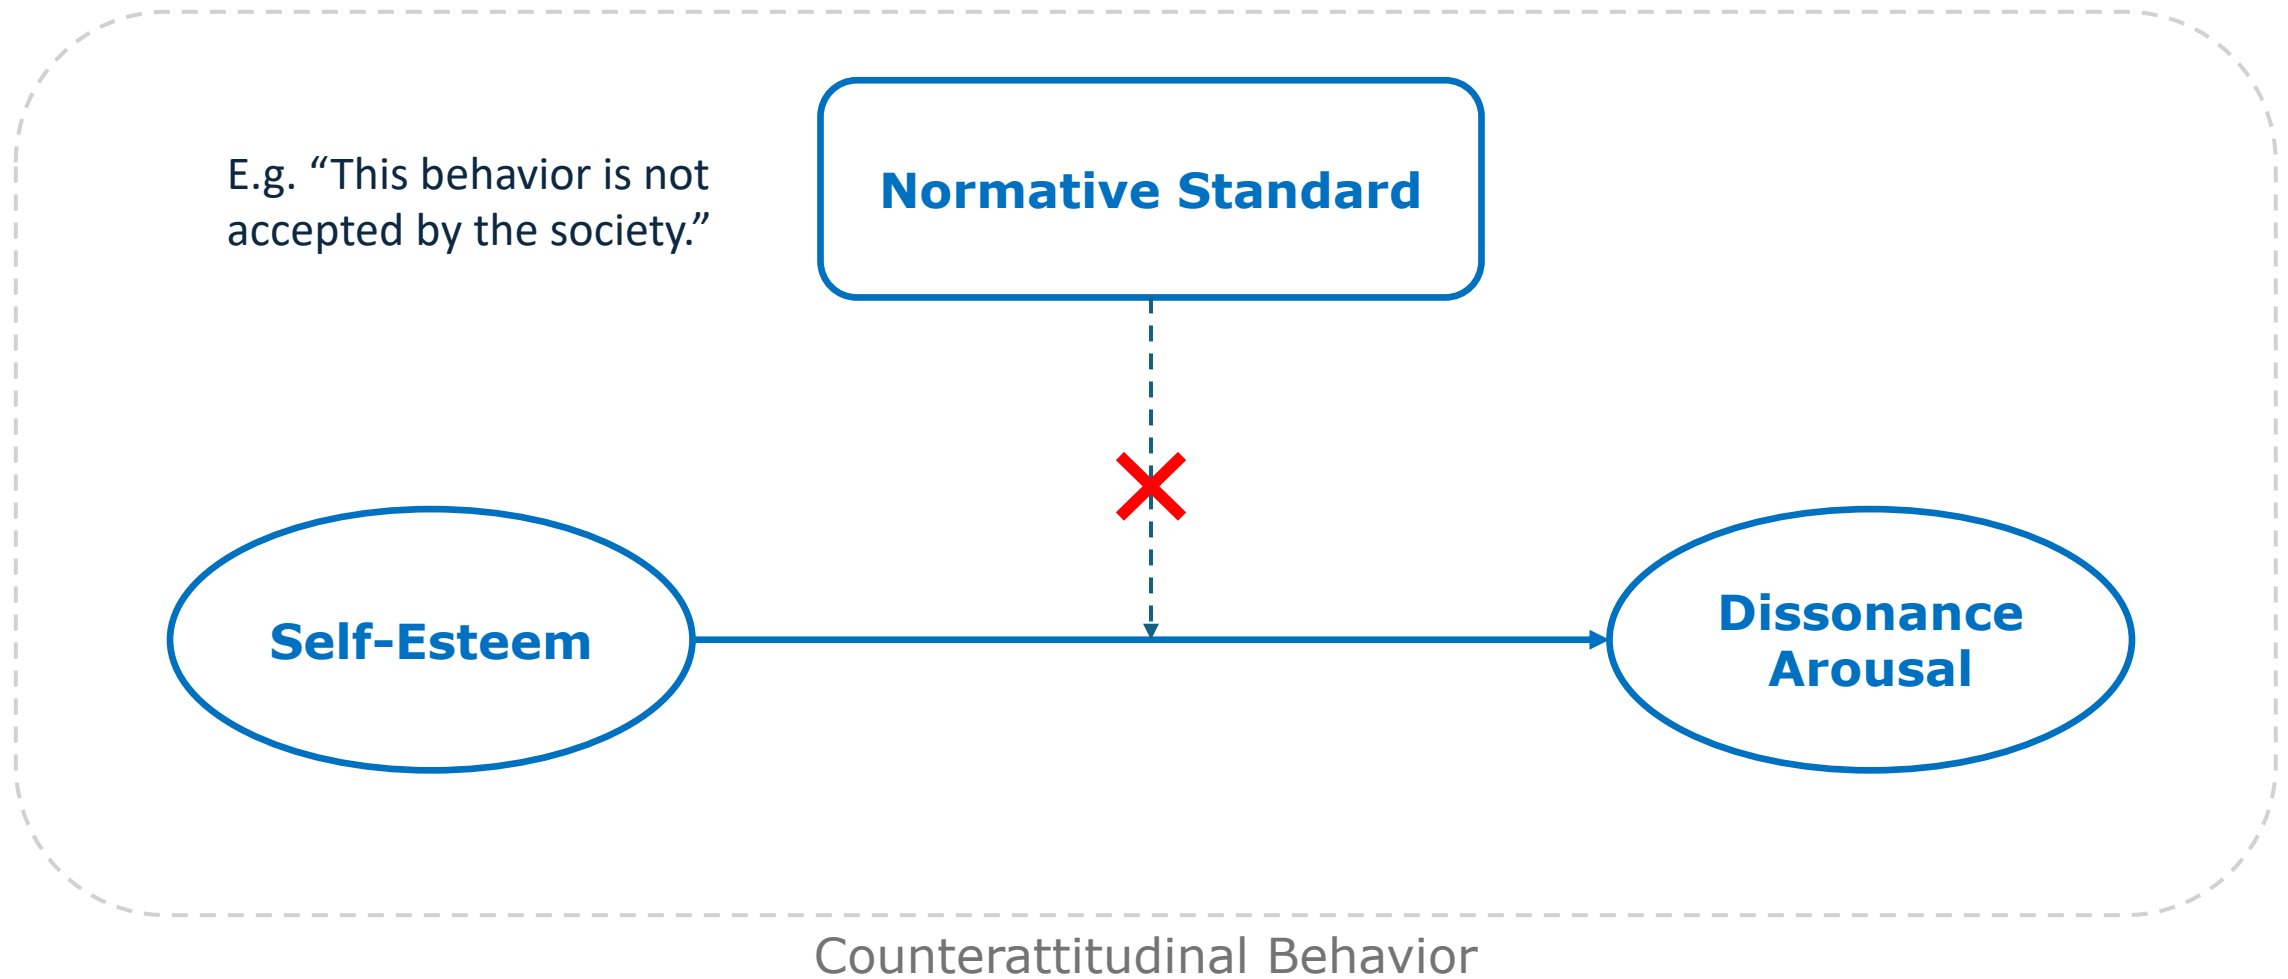 E.g. “This behavior is not
accepted by the society.”
Normative Standard
Self-Esteem
Dissonance
Arousal
Counterattitudinal Behavior